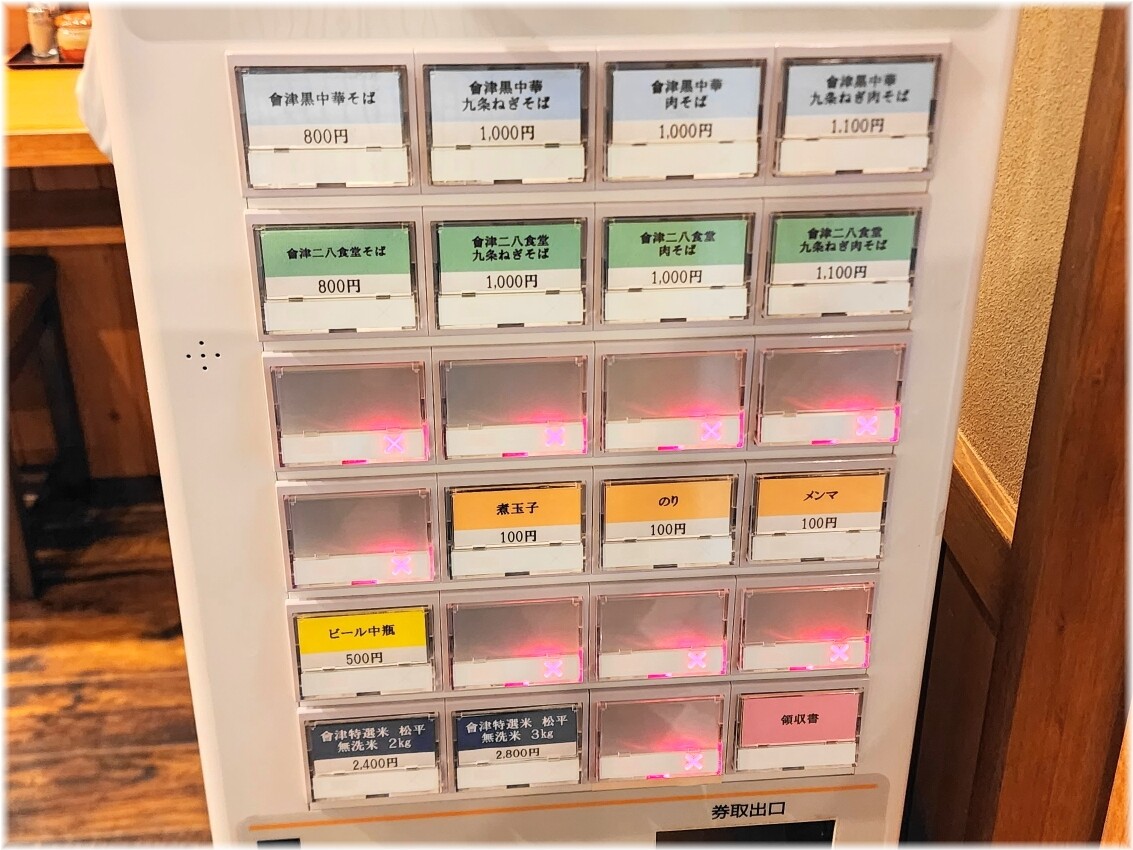 會津黒中華そば
800円
會津黒中華
九条ねぎそば
1,000円
會津黒中華
肉そば
1,000円
會津黒中華
九条ねぎ肉そば
1,100円
會津二八食堂そば
800円
會津二八食堂
九条ねぎそば
1,000円
會津二八食堂
肉そば
1,000円
會津二八食堂
九条ねぎ肉そば
1,100円
煮玉子
100円
のり
100円
メンマ
100円
ビール中瓶
500円
會津特選米 松平
無洗米 2kg
2,400円
會津特選米 松平
無洗米 3kg
2,800円
領収書
券取出口